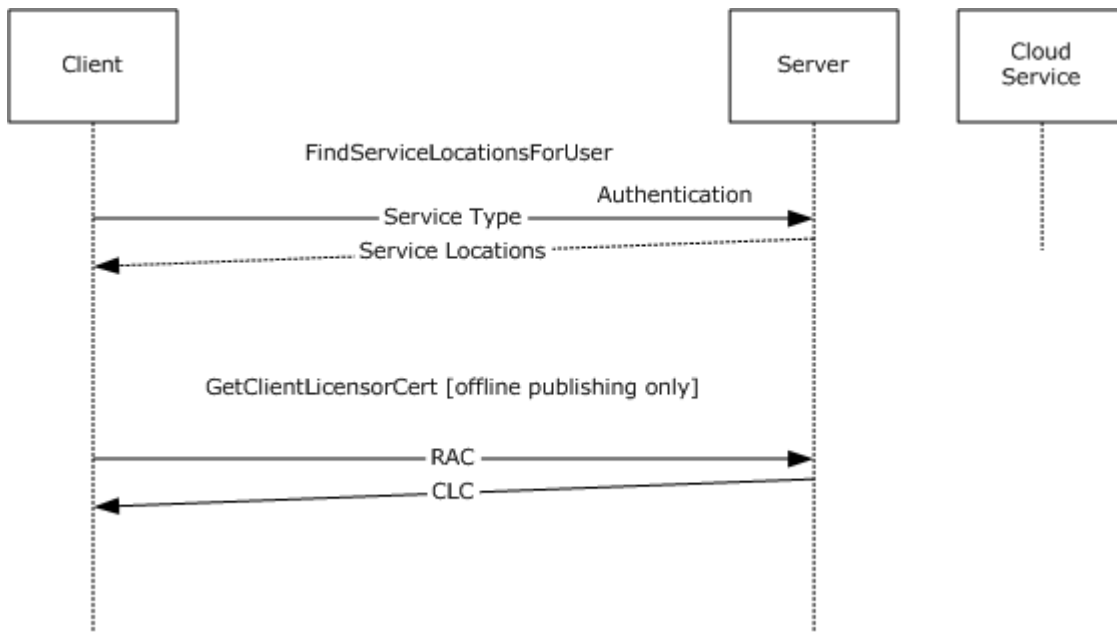 Client
Server
Cloud
Service
FindServiceLocationsForUser
Authentication
Service Type
Service Locations
GetClientLicensorCert [offline publishing only]
RAC
CLC